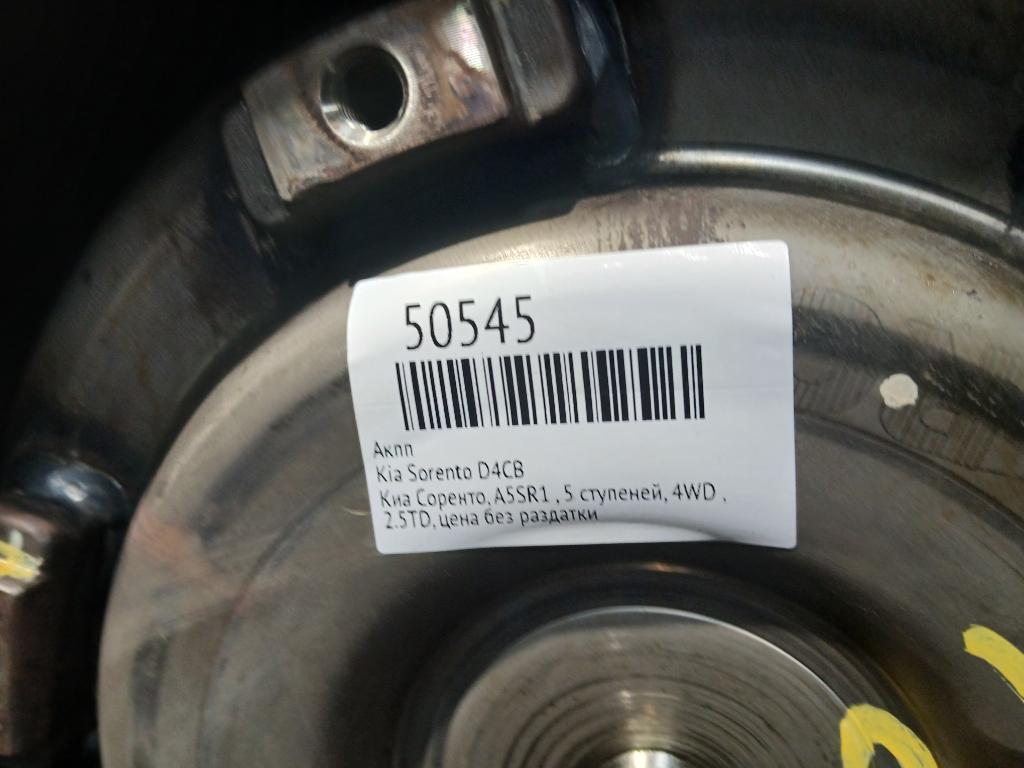 50545
Акпп
Kia Sorento D4CB
Киа Соренто, A5SR1 , 5 ступеней, 4WD ,
2.5TD, цена без раздатки